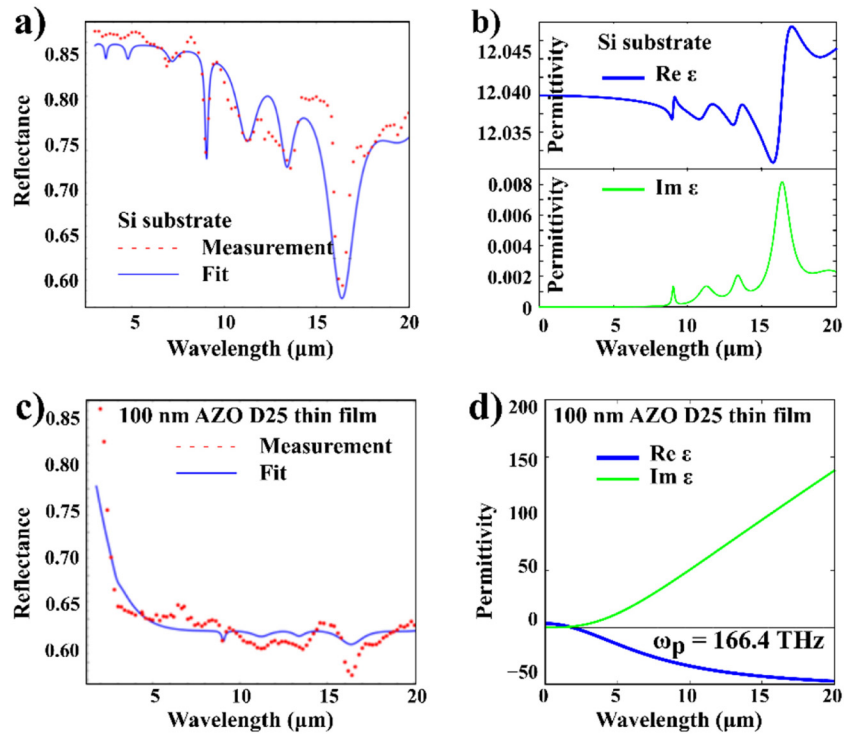 a)
0.85
0.80
0.75
0.70
0.65
0.60
Reflectance
Si substrate
Measurement
Fit
5
10
15
20
Wavelength (μm)
b)
12.045
12.040
12.035
Permittivity
Si substrate
Re ε
0.008
0.006
0.004
0.002
0
Permittivity
Im ε
0
5
10
15
20
Wavelength (μm)
c)
0.85
0.80
0.75
0.70
0.65
0.60
Reflectance
100 nm AZO D25 thin film
Measurement
Fit
5
10
15
20
Wavelength (μm)
d)
200
150
100
50
0
−50
Permittivity
100 nm AZO D25 thin film
Re ε
Im ε
ωp = 166.4 THz
0
5
10
15
20
Wavelength (μm)